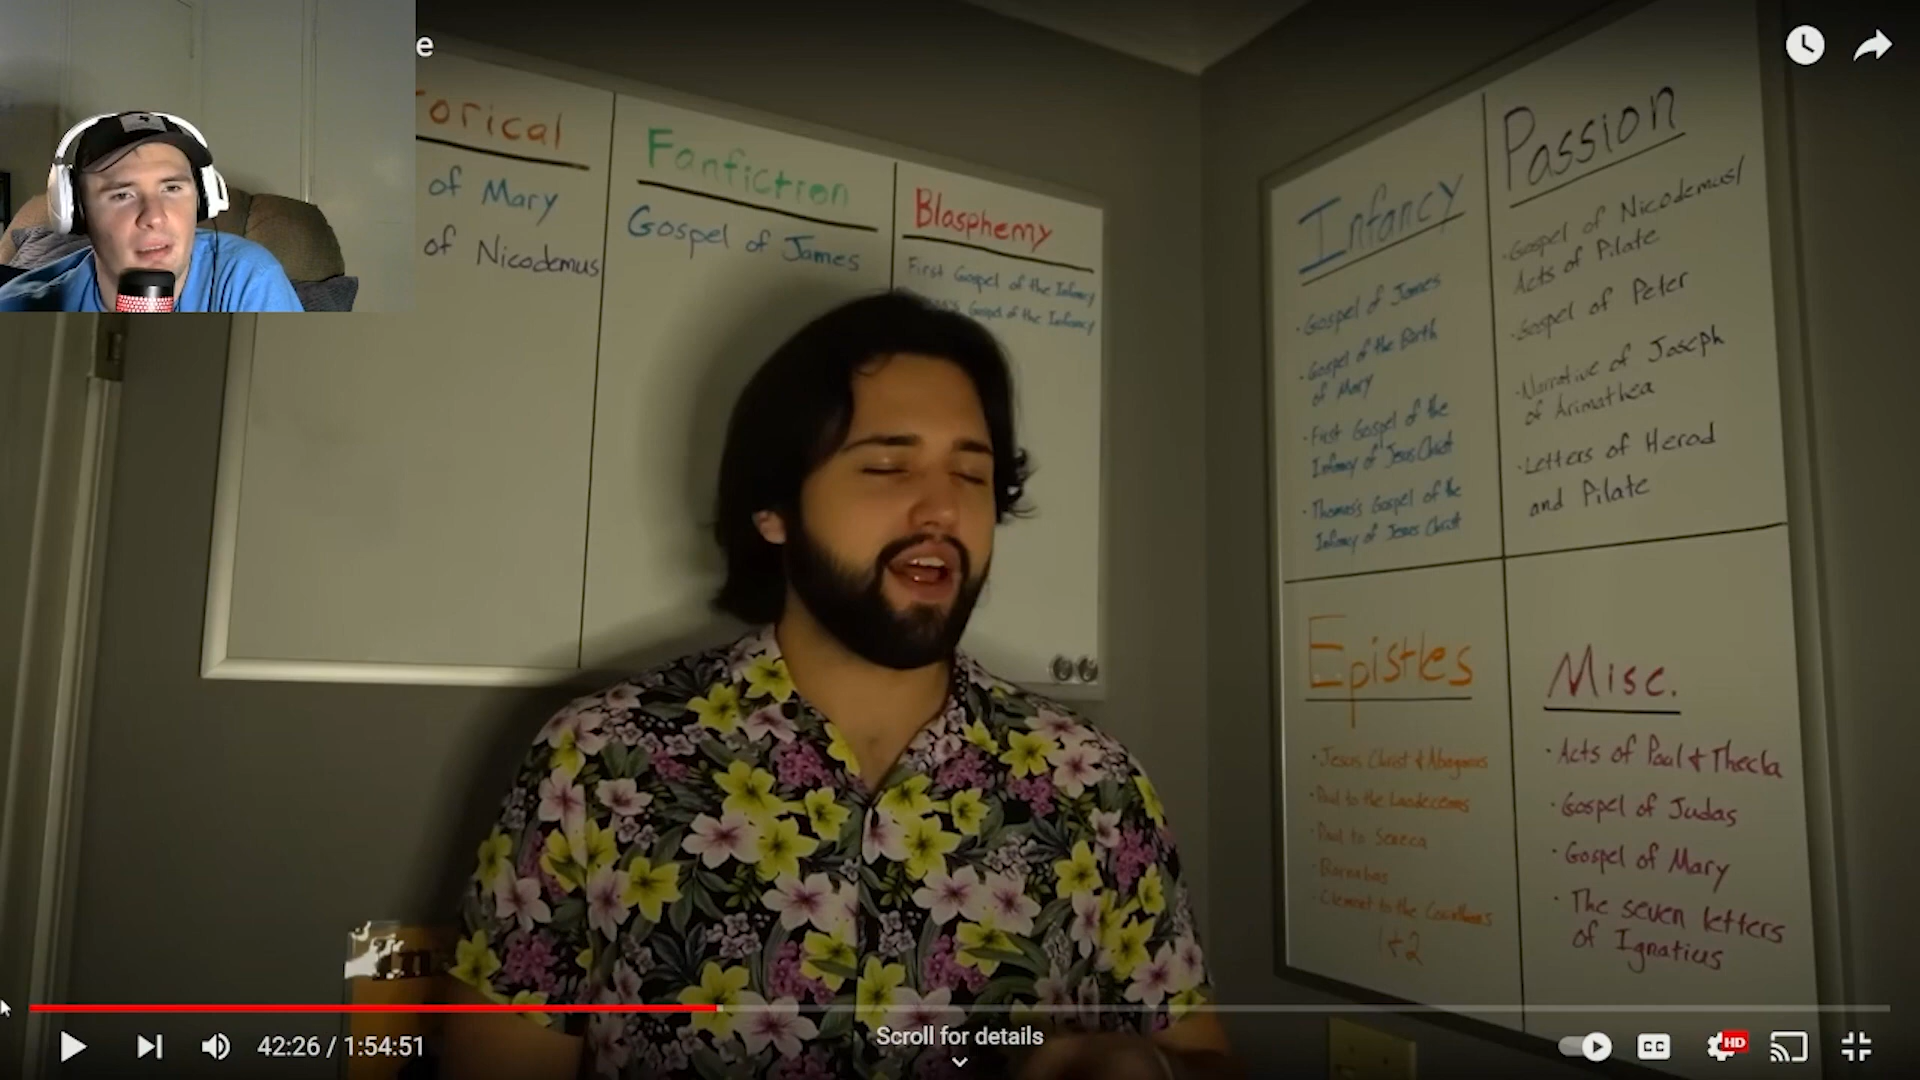 e
orical
of Mary
of Nicodemus
Fanfiction
Gospel of James
Blasphemy
First Gospel of the Infancy
Gospel of the Infancy
Infancy
· Gospel of James
· Gospel of the Birth
of Mary
· First Gospel of the
Infancy of Jesus Christ
· Thomas's Gospel of the
Infancy of Jesus Christ
Passion
· Gospel of Nicodemus/
Acts of Pilate
· Gospel of Peter
· Narrative of Joseph
of Arimathea
· Letters of Herod
and Pilate
Epistles
· Jesus Christ &
· Paul to the
· Paul to Seneca
· Barnabas
· Clement to the
1+2
Misc.
· Acts of Paul & Thecla
· Gospel of Judas
· Gospel of Mary
· The seven letters
of Ignatius
42:26 / 1:54:51
Scroll for details
CC
HD